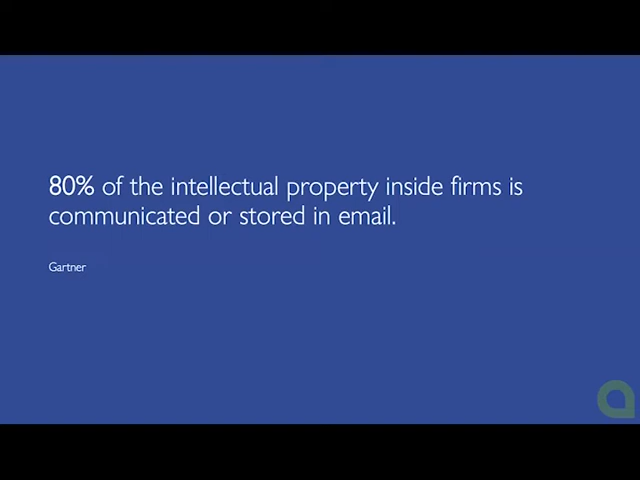 80% of the intellectual property inside firms is
communicated or stored in email.
Gartner